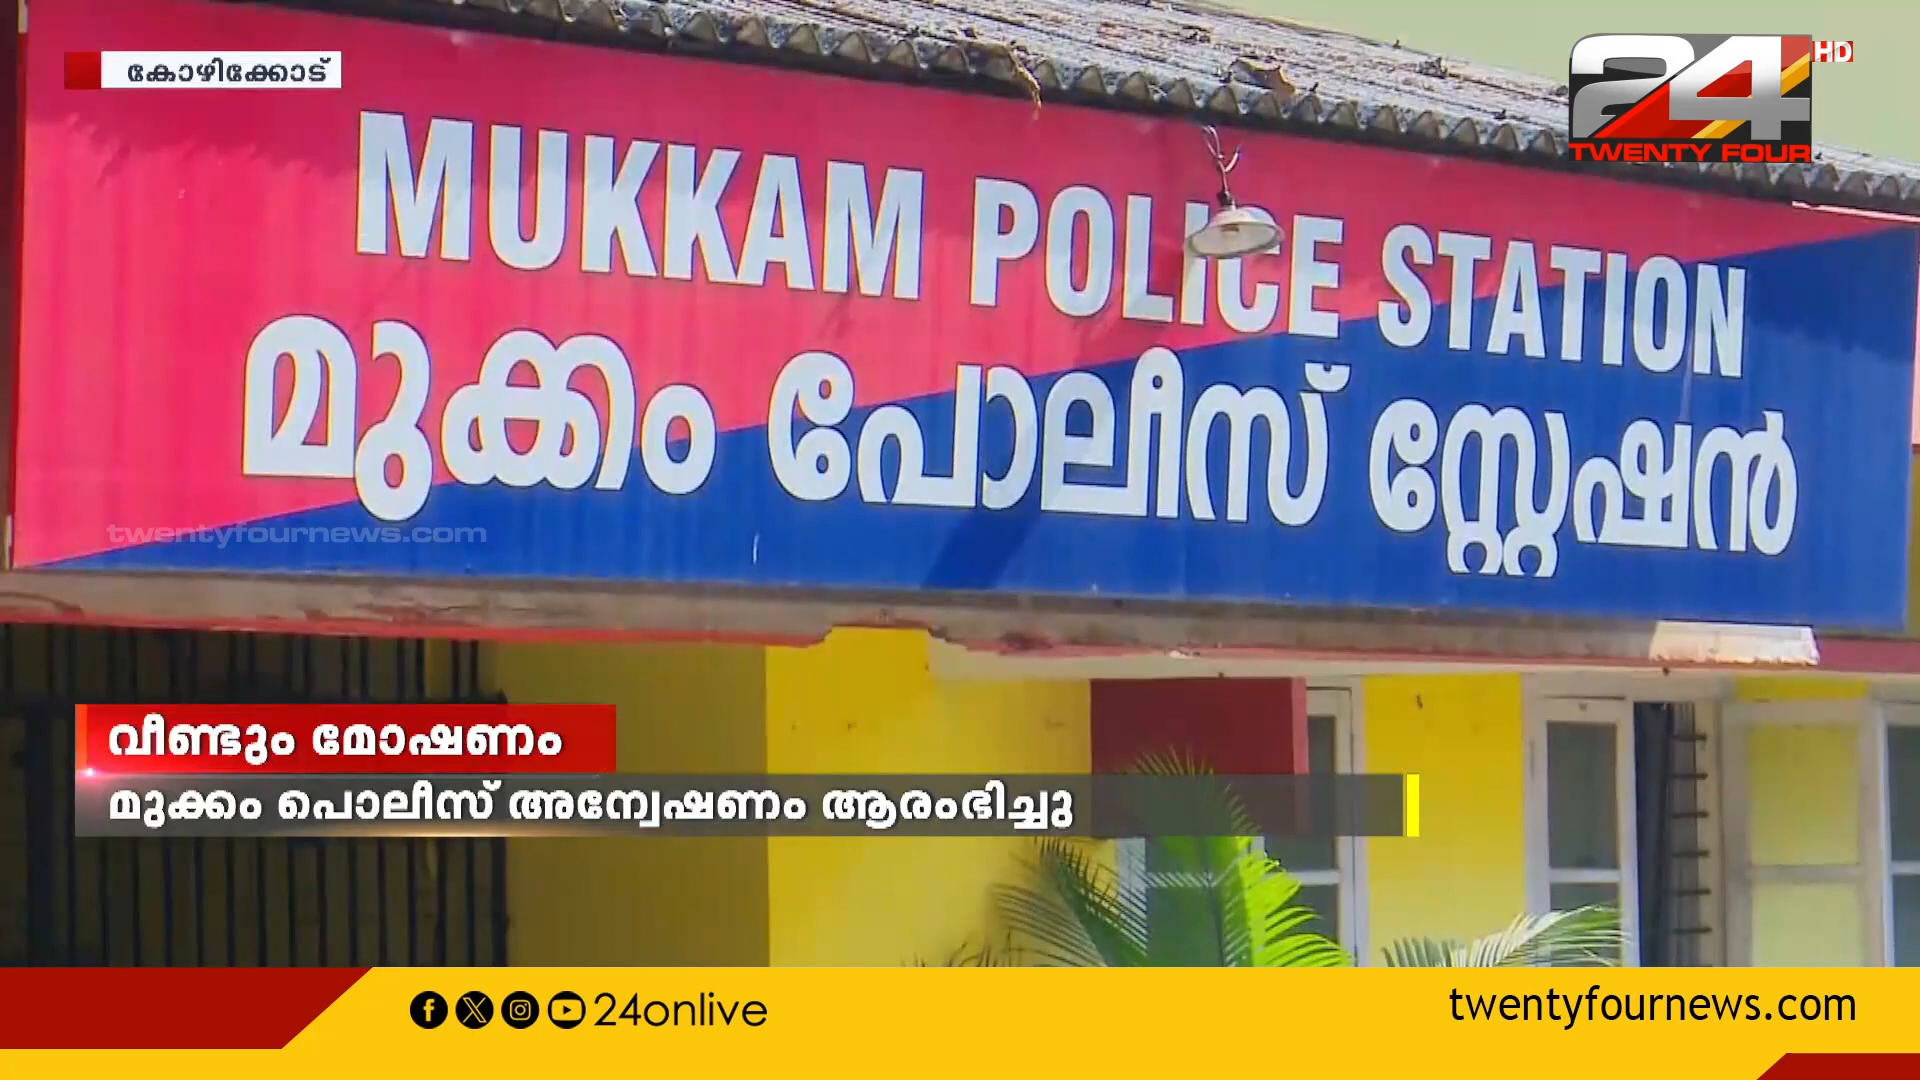 കോഴിക്കോട്
24 HD
TWENTY FOUR
MUKKAM POLICE STATION
മുക്കം പോലീസ് സ്റ്റേഷൻ
twentyfournews.com
വീണ്ടും മോഷണം
മുക്കം പൊലീസ് അന്വേഷണം ആരംഭിച്ചു
24onlive
twentyfournews.com